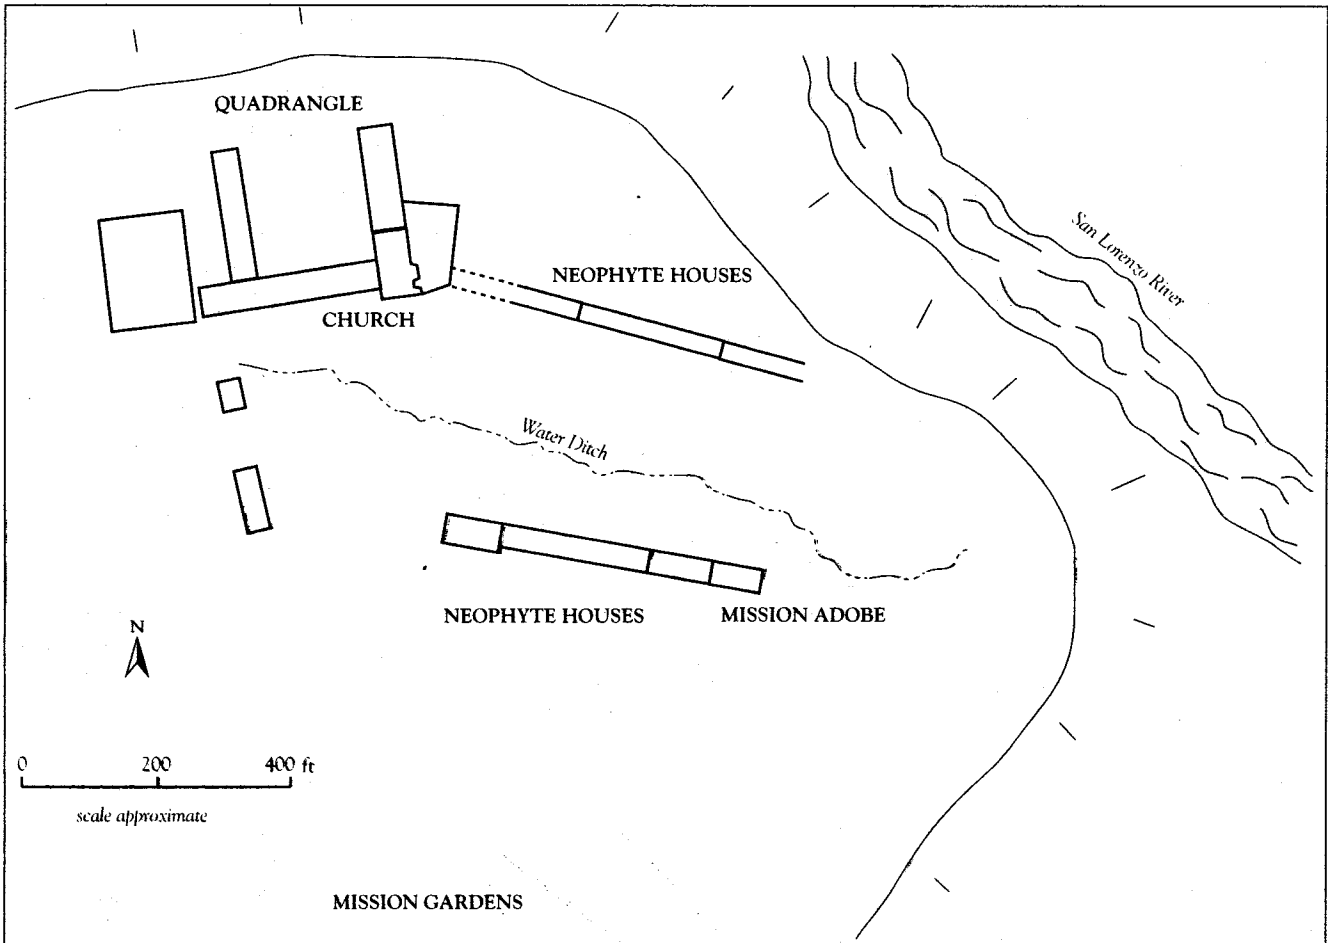 QUADRANGLE
San Lorenzo River
NEOPHYTE HOUSES
CHURCH
Water Ditch
NEOPHYTE HOUSES
MISSION ADOBE
N
0 200 400 ft
scale approximate
MISSION GARDENS